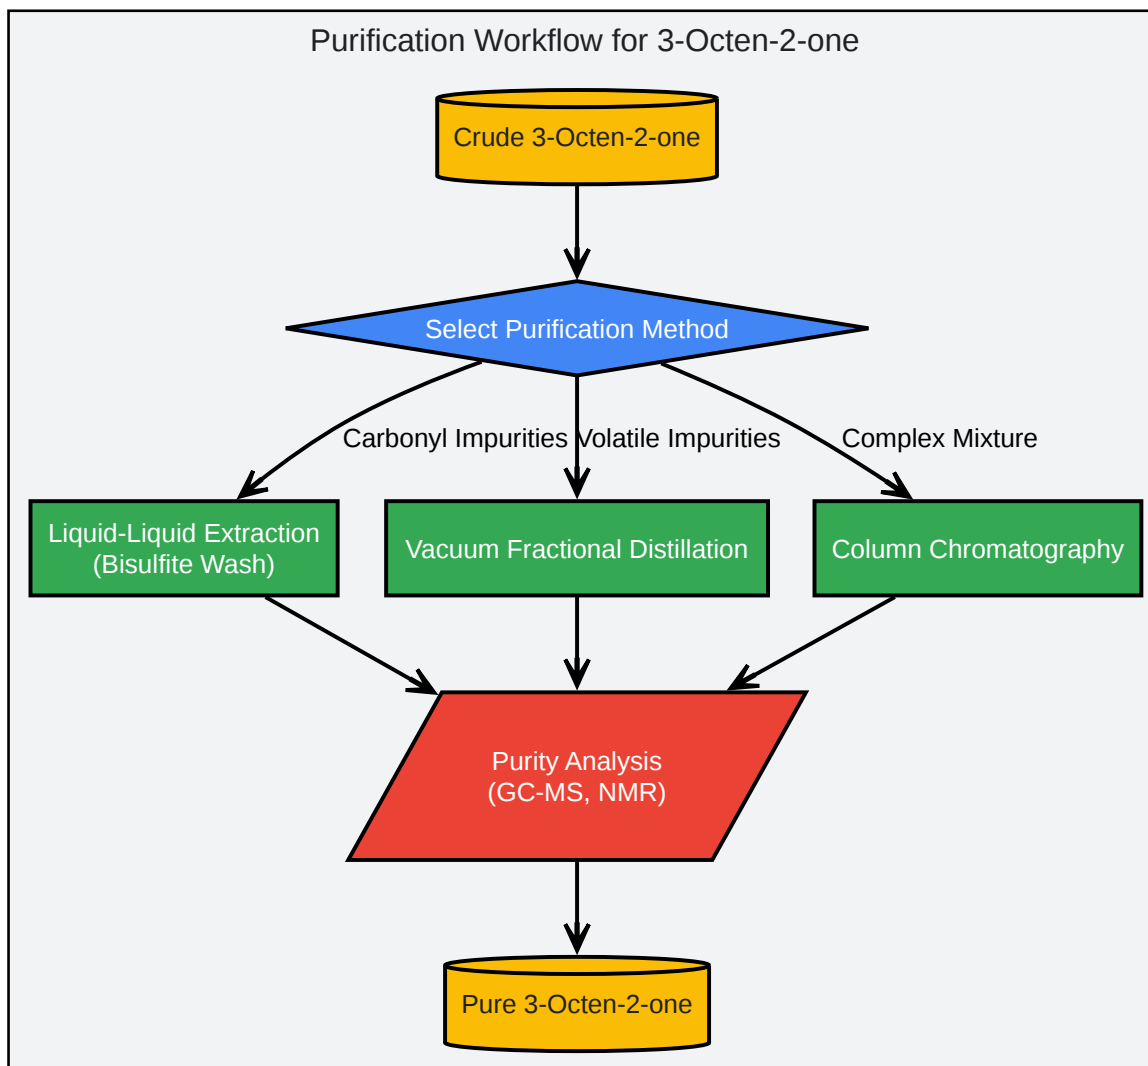 Purification Workflow for 3-Octen-2-one
Crude 3-Octen-2-one
Select Purification Method
Carbonyl Impurities
Volatile Impurities
Complex Mixture
Liquid-Liquid Extraction
(Bisulfite Wash)
Vacuum Fractional Distillation
Column Chromatography
Purity Analysis
(GC-MS, NMR)
Pure 3-Octen-2-one